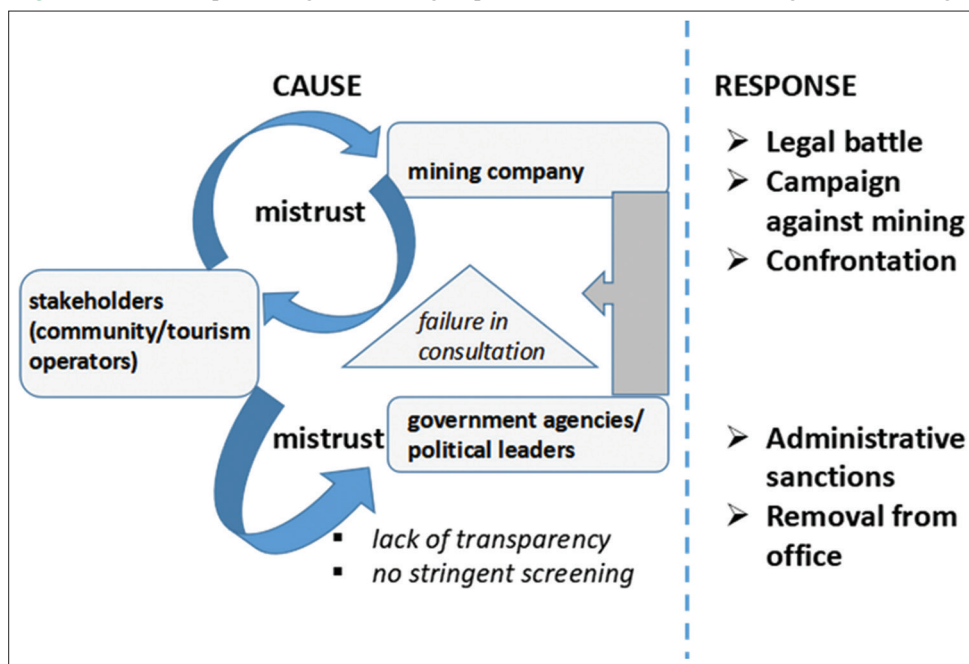 CAUSE
mining company
mistrust
stakeholders
(community/tourism
operators)
failure in
consultation
mistrust
government agencies/
political leaders
▪ lack of transparency
▪ no stringent screening
RESPONSE
➢ Legal battle
➢ Campaign
against mining
➢ Confrontation
➢ Administrative
sanctions
➢ Removal from
office